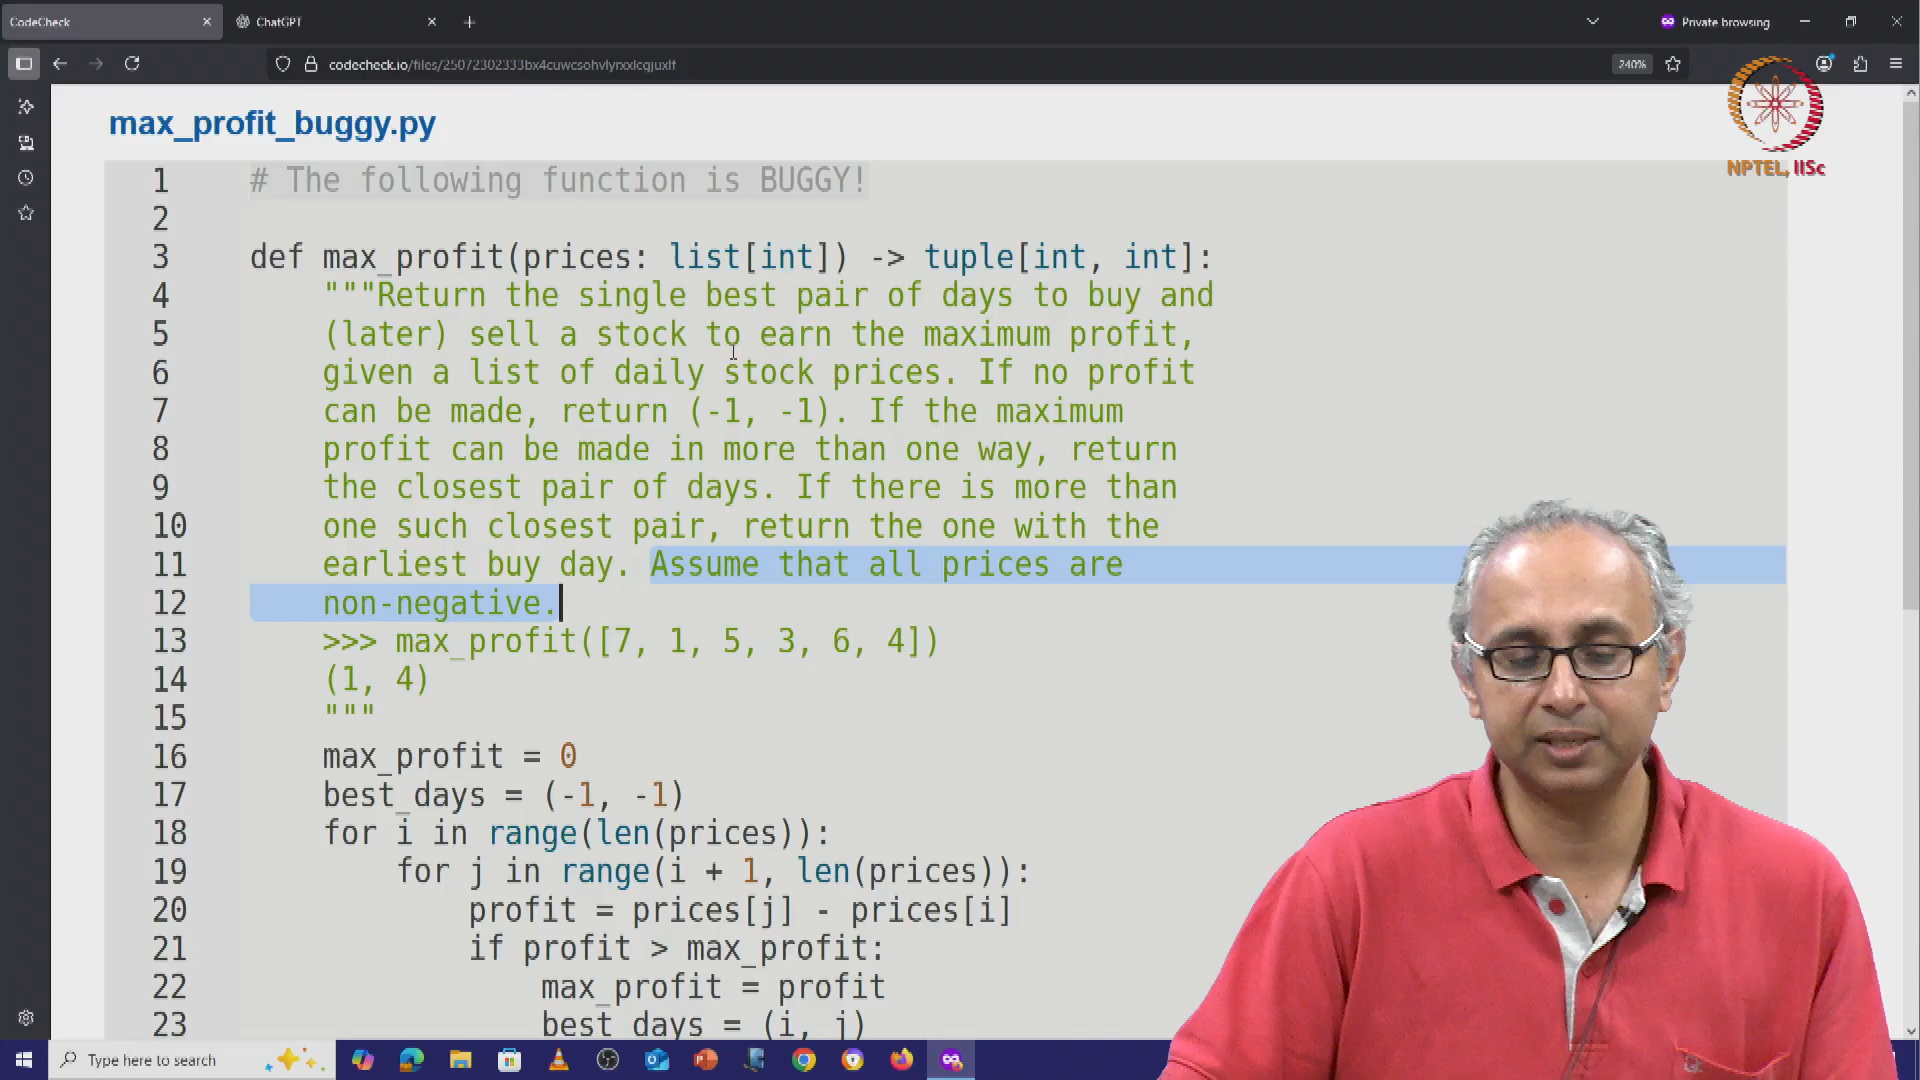 CodeCheck
ChatGPT
Private browsing
codecheck.io/files/25072302333bx4cuwcsohvlyrxxlcqjuxlf
240%
NPTEL, IISc
max_profit_buggy.py
1 # The following function is BUGGY!
2
3 def max_profit(prices: list[int]) -> tuple[int, int]:
4 """Return the single best pair of days to buy and
5 (later) sell a stock to earn the maximum profit,
6 given a list of daily stock prices. If no profit
7 can be made, return (-1, -1). If the maximum
8 profit can be made in more than one way, return
9 the closest pair of days. If there is more than
10 one such closest pair, return the one with the
11 earliest buy day. Assume that all prices are
12 non-negative.
13 >>> max_profit([7, 1, 5, 3, 6, 4])
14 (1, 4)
15 """
16 max_profit = 0
17 best_days = (-1, -1)
18 for i in range(len(prices)):
19 for j in range(i + 1, len(prices)):
20 profit = prices[j] - prices[i]
21 if profit > max_profit:
22 max_profit = profit
23 best_days = (i, j)
Type here to search